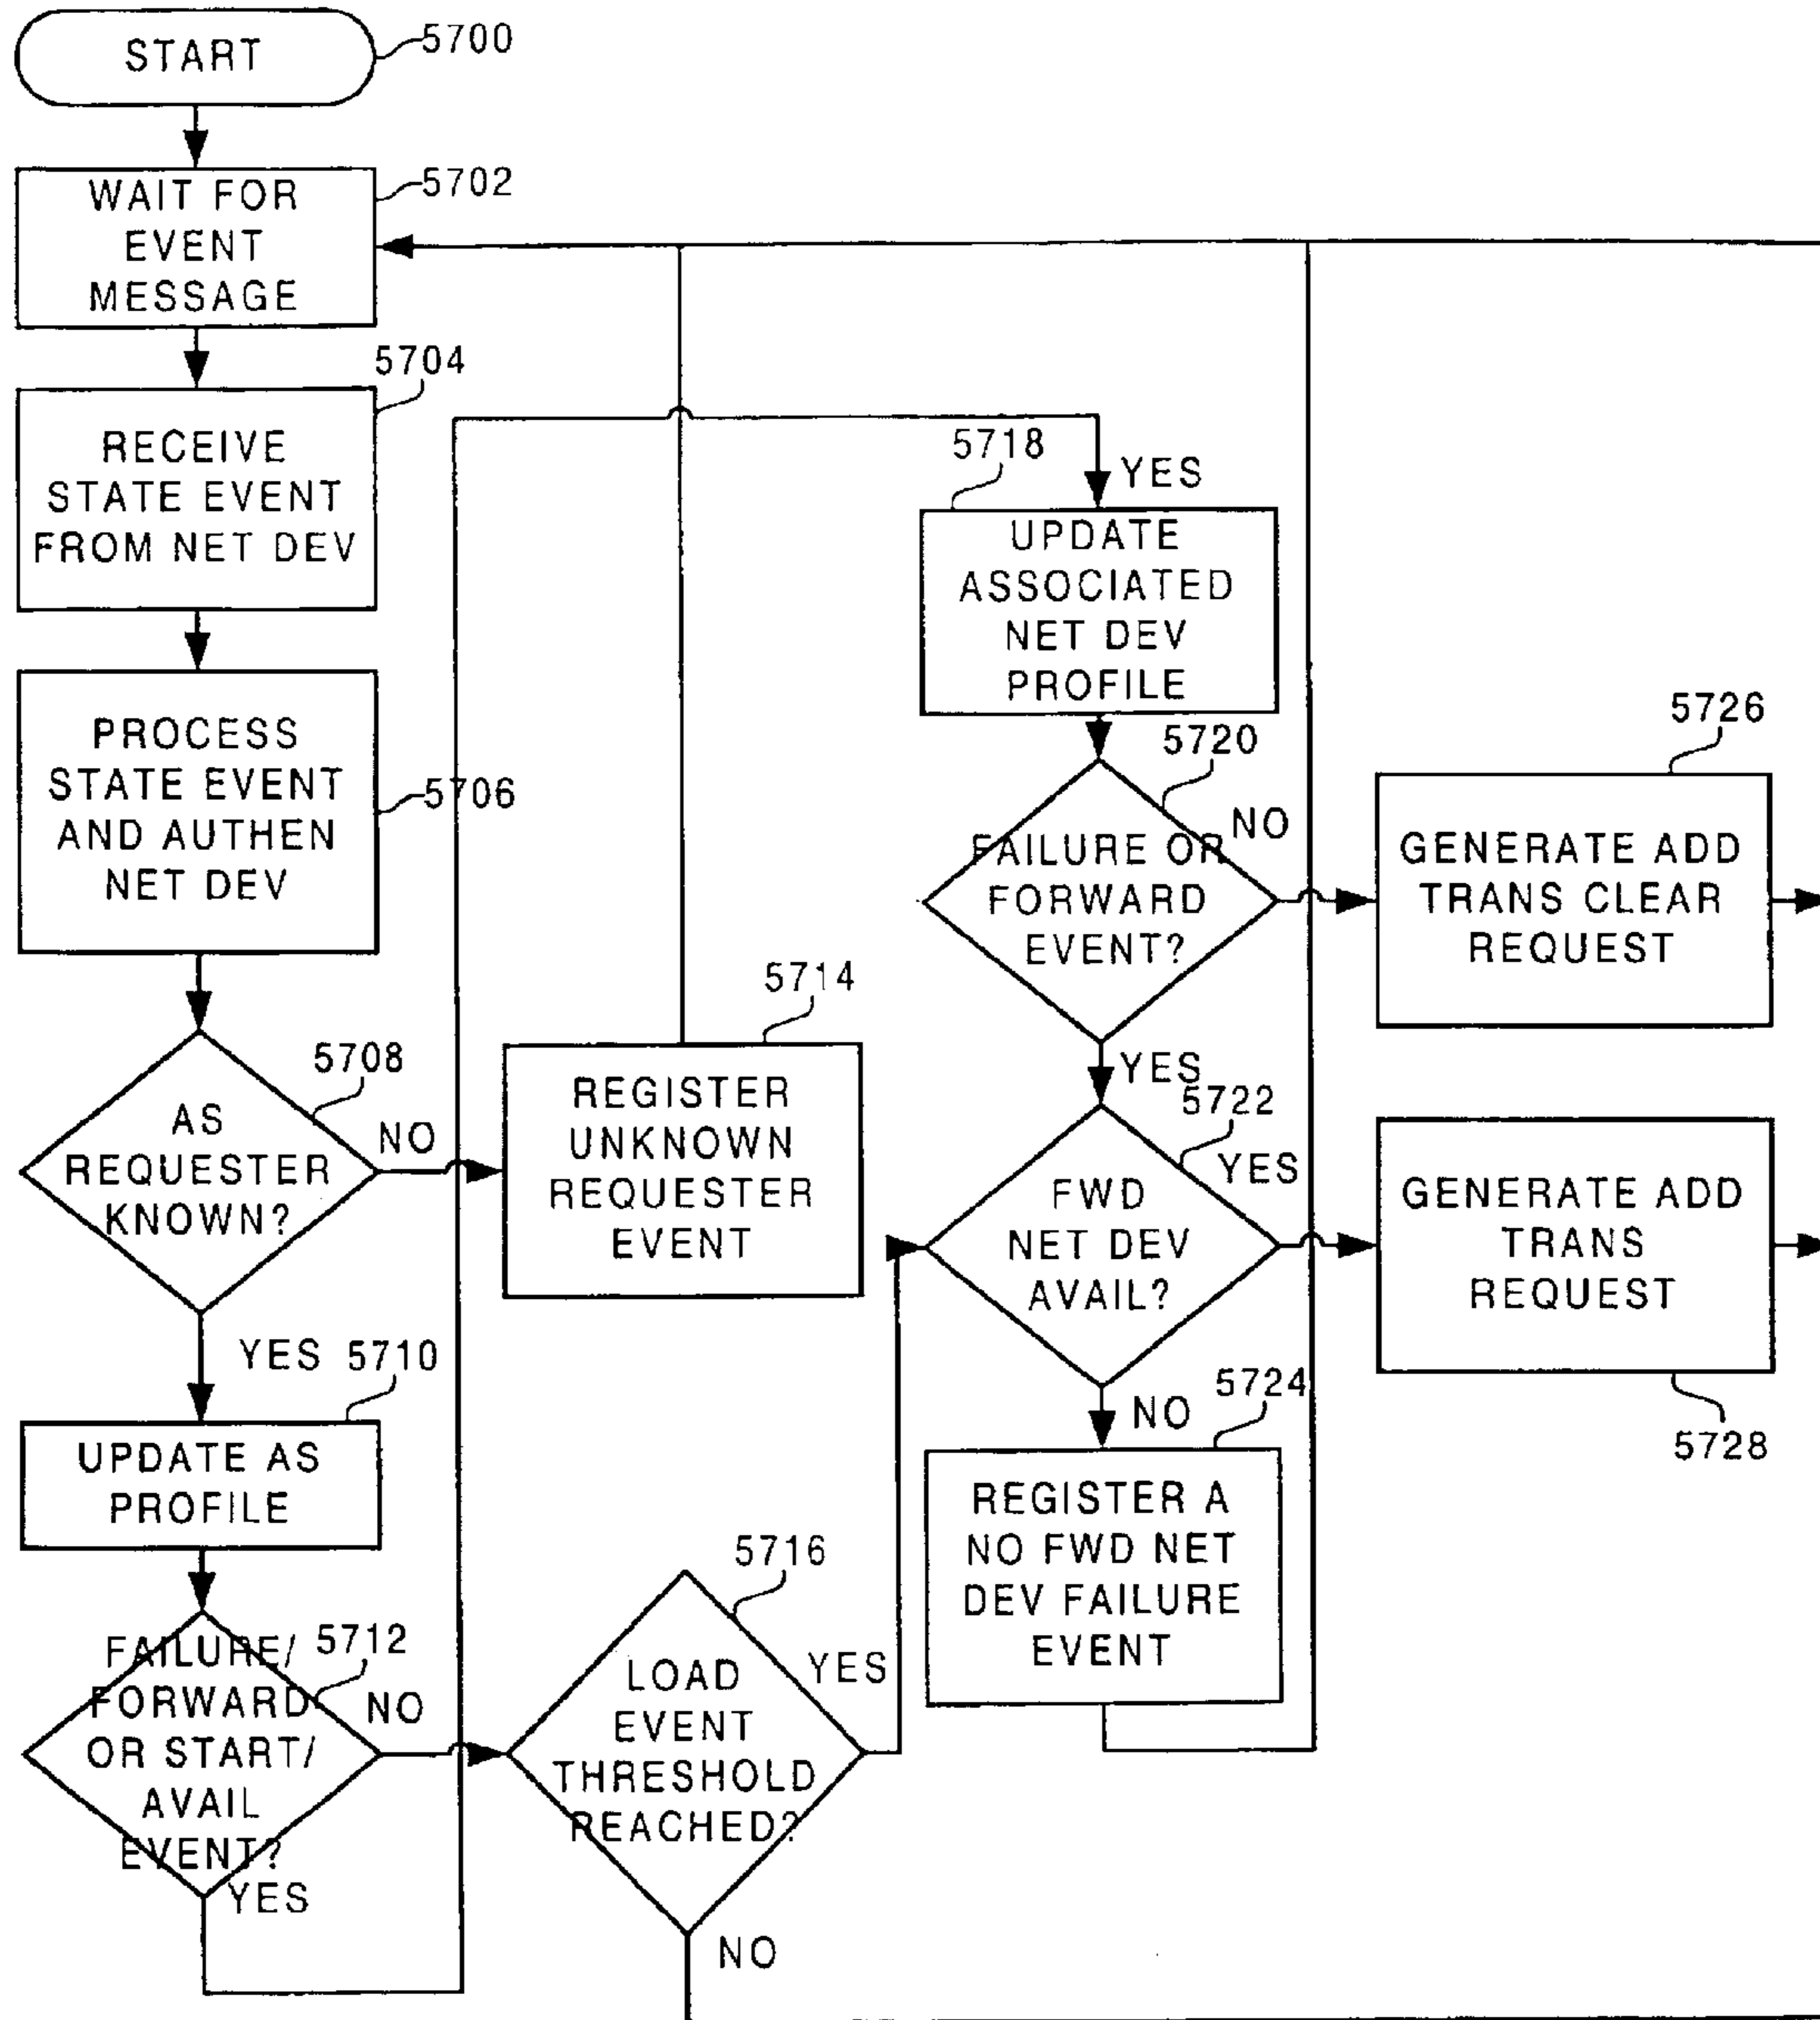 START
5700
WAIT FOR
EVENT
MESSAGE
5702
5704
RECEIVE
STATE EVENT
FROM NET DEV
PROCESS
STATE EVENT
AND AUTHEN
NET DEV
5706
5708
AS
REQUESTER
KNOWN?
NO
YES
5710
UPDATE AS
PROFILE
5712
FAILURE/
FORWARD
OR START/
AVAIL
EVENT?
NO
YES
5714
REGISTER
UNKNOWN
REQUESTER
EVENT
5716
LOAD
EVENT
THRESHOLD
REACHED?
YES
NO
5718
YES
UPDATE
ASSOCIATED
NET DEV
PROFILE
5720
FAILURE OR
FORWARD
EVENT?
NO
YES
5722
FWD
NET DEV
AVAIL?
YES
NO
5724
REGISTER A
NO FWD NET
DEV FAILURE
EVENT
5726
GENERATE ADD
TRANS CLEAR
REQUEST
GENERATE ADD
TRANS
REQUEST
5728